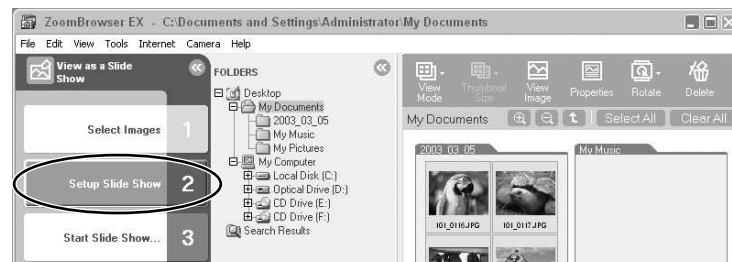 ZoomBrowser EX - C:\Documents and Settings\Administrator\My Documents
File Edit View Tools Internet Camera Help
View as a Slide
Show
Select Images 1
Setup Slide Show 2
Start Slide Show... 3
FOLDERS
Desktop
My Documents
2003_03_05
My Music
My Pictures
My Computer
Local Disk (C:)
Optical Drive (D:)
CD Drive (E:)
CD Drive (F:)
Search Results
View
Mode
Thumbnail
Size
View
Image
Properties
Rotate
Delete
My Documents Select All Clear All
2003_03_05
My Music
101_0116.JPG
101_0117.JPG